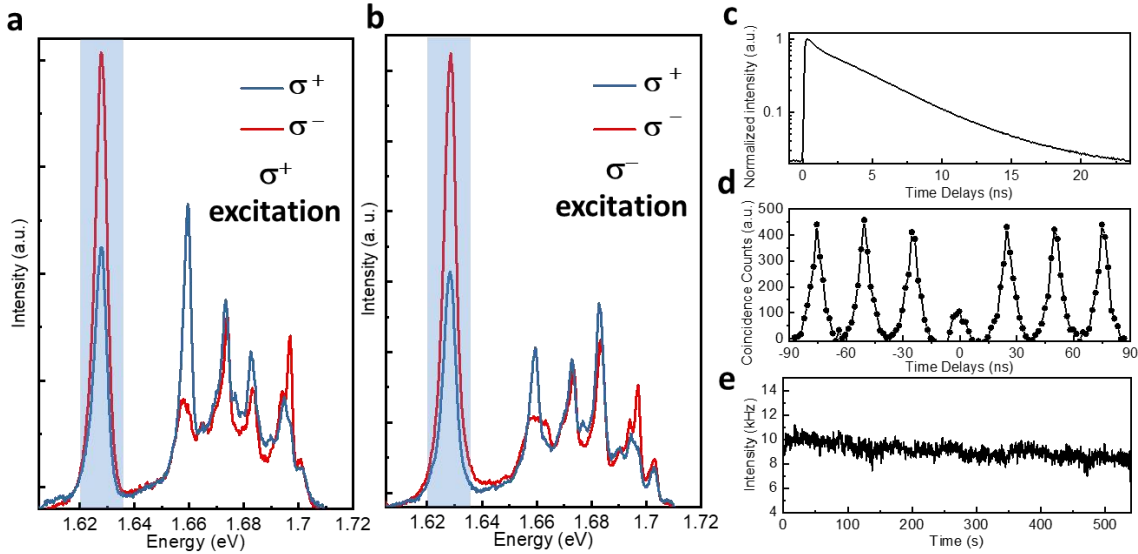 a
σ⁺
σ⁻
σ⁺
excitation
Intensity (a.u.)
1.62 1.64 1.66 1.68 1.7 1.72
Energy (eV)
b
σ⁺
σ⁻
σ⁻
excitation
Intensity (a. u.)
1.62 1.64 1.66 1.68 1.7 1.72
Energy (eV)
c
Normalized intensity (a.u.)
1
0.1
0 5 10 15 20
Time Delays (ns)
d
Coincidence Counts (a.u.)
500
400
300
200
100
0
-90 -60 -30 0 30 60 90
Time Delays (ns)
e
Intensity (kHz)
14
12
10
8
6
0 100 200 300 400 500
Time (s)